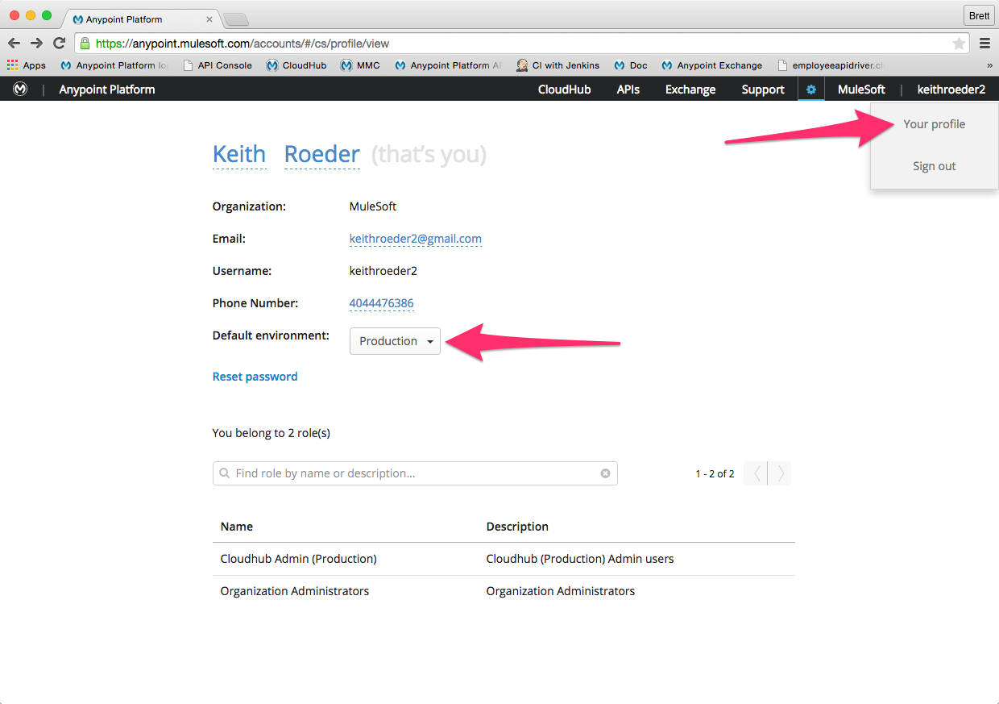 Anypoint Platform
Brett
https://anypoint.mulesoft.com/accounts/#/cs/profile/view
Apps Anypoint Platform API Console CloudHub MMC Anypoint Platform CI with Jenkins Doc Anypoint Exchange employeeapidriver.c »
Anypoint Platform CloudHub APIs Exchange Support MuleSoft keithroeder2
Your profile
Sign out
Keith Roeder (that's you)
Organization: MuleSoft
Email: keithroeder2@gmail.com
Username: keithroeder2
Phone Number: 4044476386
Default environment: Production
Reset password
You belong to 2 role(s)
Find role by name or description... 1 - 2 of 2
Name Description
Cloudhub Admin (Production) Cloudhub (Production) Admin users
Organization Administrators Organization Administrators